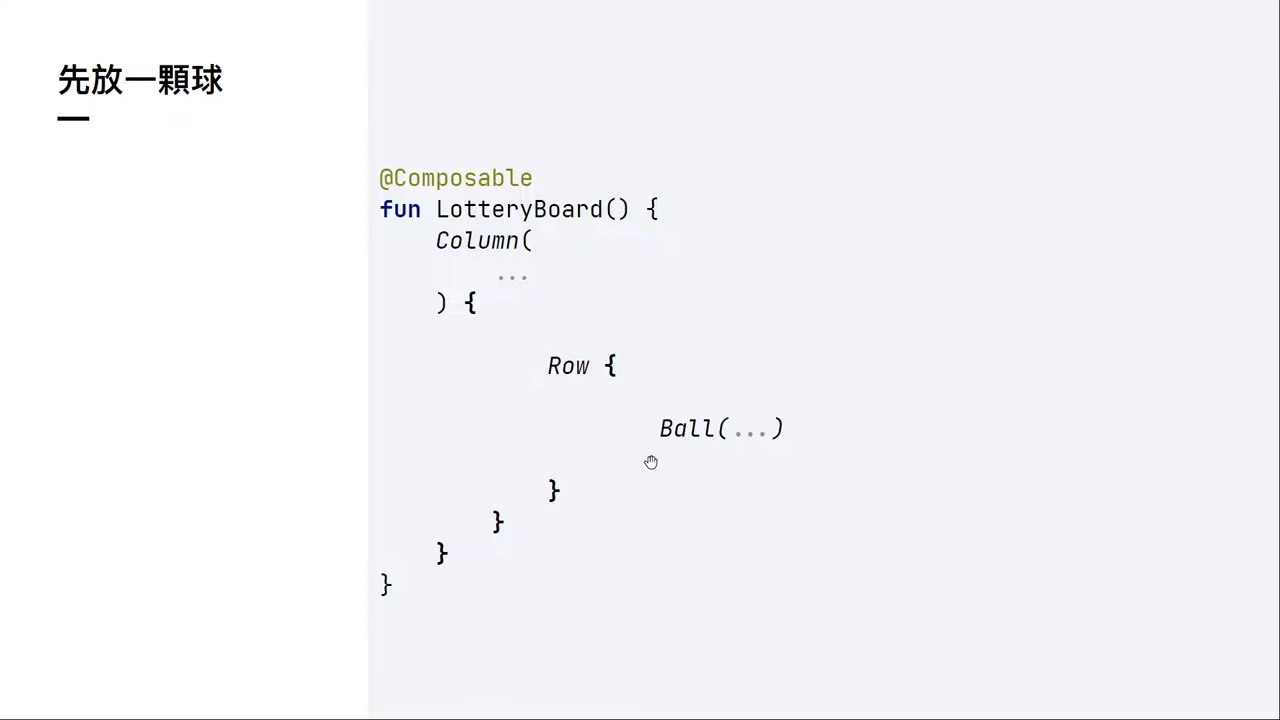 先放一顆球
@Composable
fun LotteryBoard() {
Column(
...
) {
Row {
Ball(...)
}
}
}
}